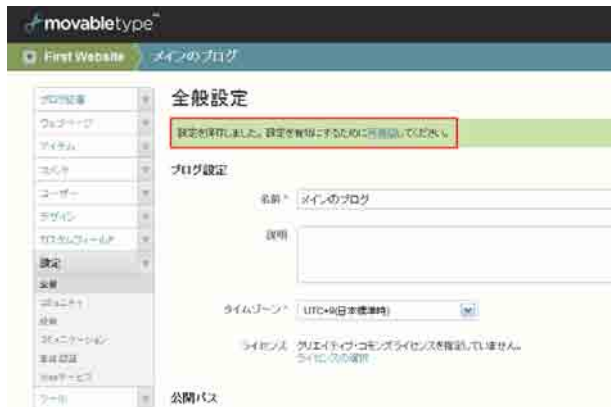 movabletype
First Website
メインのブログ
ブログ記事
ウェブページ
アイテム
コメント
ユーザー
デザイン
カスタムフィールド
設定
全般
コミュニティ
投稿
コミュニケーション
登録/認証
Webサービス
ツール
全般設定
設定を保存しました。設定を有効にするために再構築してください。
ブログ設定
名前*
メインのブログ
説明
タイムゾーン*
UTC+9(日本標準時)
ライセンス
クリエイティブ・コモンズライセンスを指定していません。
ライセンスの選択
公開パス